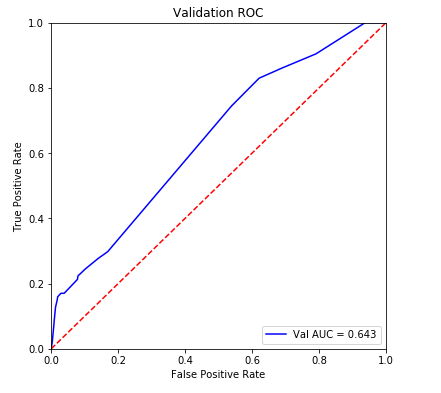 Validation ROC
True Positive Rate
1.0
0.8
0.6
0.4
0.2
0.0
0.0 0.2 0.4 0.6 0.8 1.0
False Positive Rate
Val AUC = 0.643